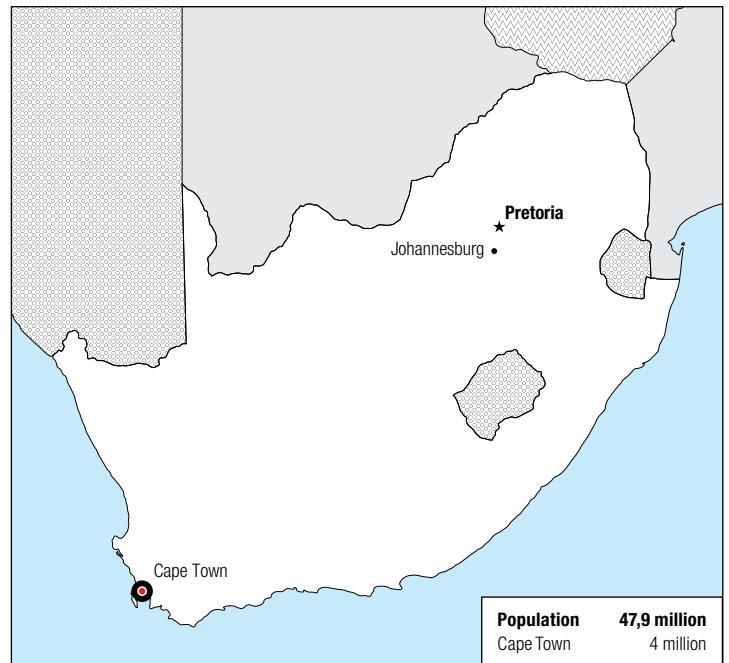 Pretoria
Johannesburg
Cape Town
Population 47,9 million
Cape Town 4 million